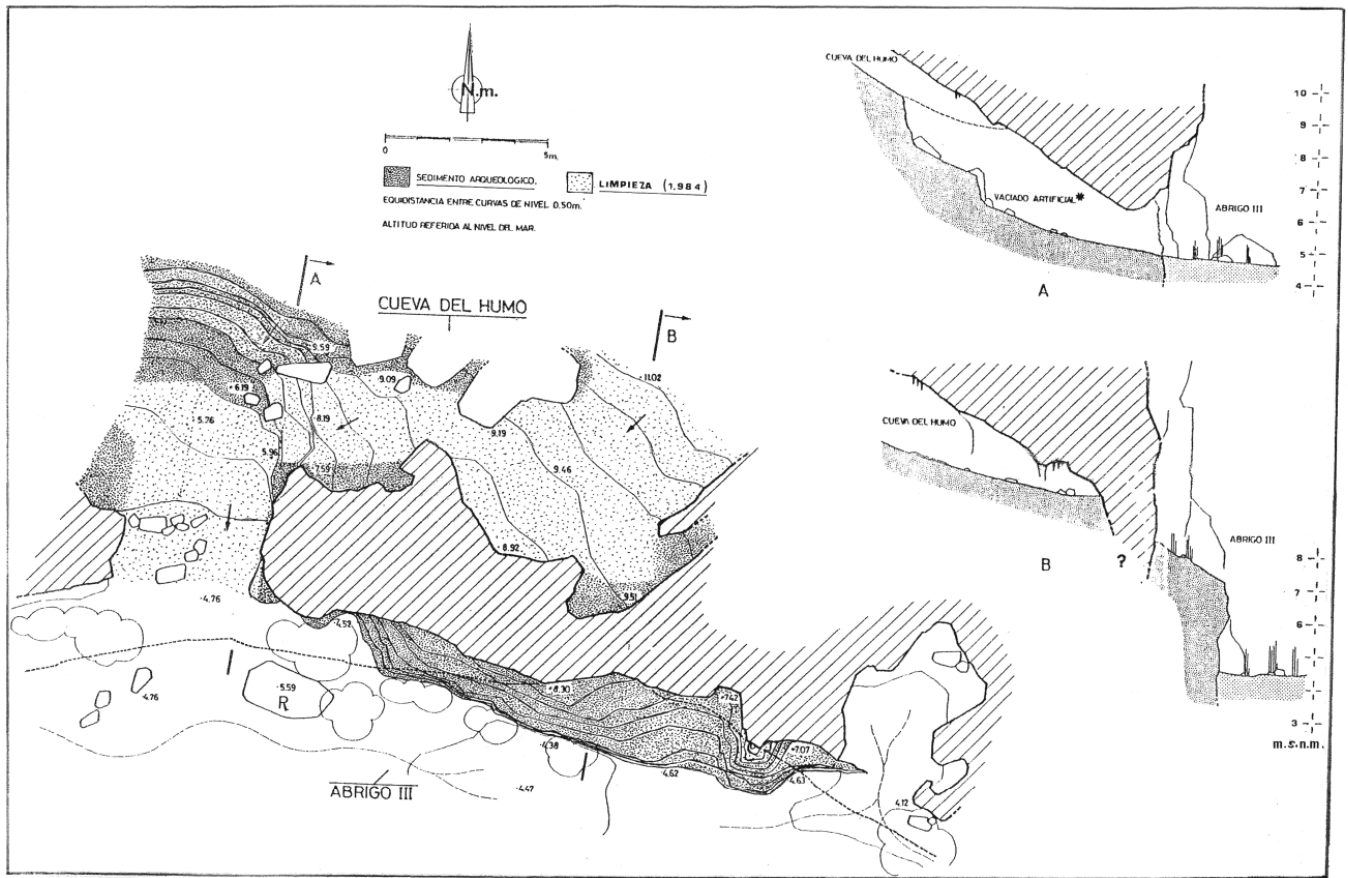 N.m.
0
5m.
SEDIMENTO ARQUEOLOGICO.
LIMPIEZA (1.984)
EQUIDISTANCIA ENTRE CURVAS DE NIVEL 0.50m.
ALTITUD REFERIDA AL NIVEL DEL MAR.
A
CUEVA DEL HUMO
B
9.59
11.02
9.09
6.19
8.19
5.76
9.19
5.96
9.46
7.59
8.92
9.51
4.76
4.52
5.59
R
4.76
8.30
7.42
7.07
4.38
4.62
4.63
4.47
4.12
ABRIGO III
CUEVA DEL HUMO
10
9
8
7
6
5
4
VACIADO ARTIFICIAL*
ABRIGO III
A
CUEVA DEL HUMO
ABRIGO III
B
?
8
7
6
3
m.s.n.m.